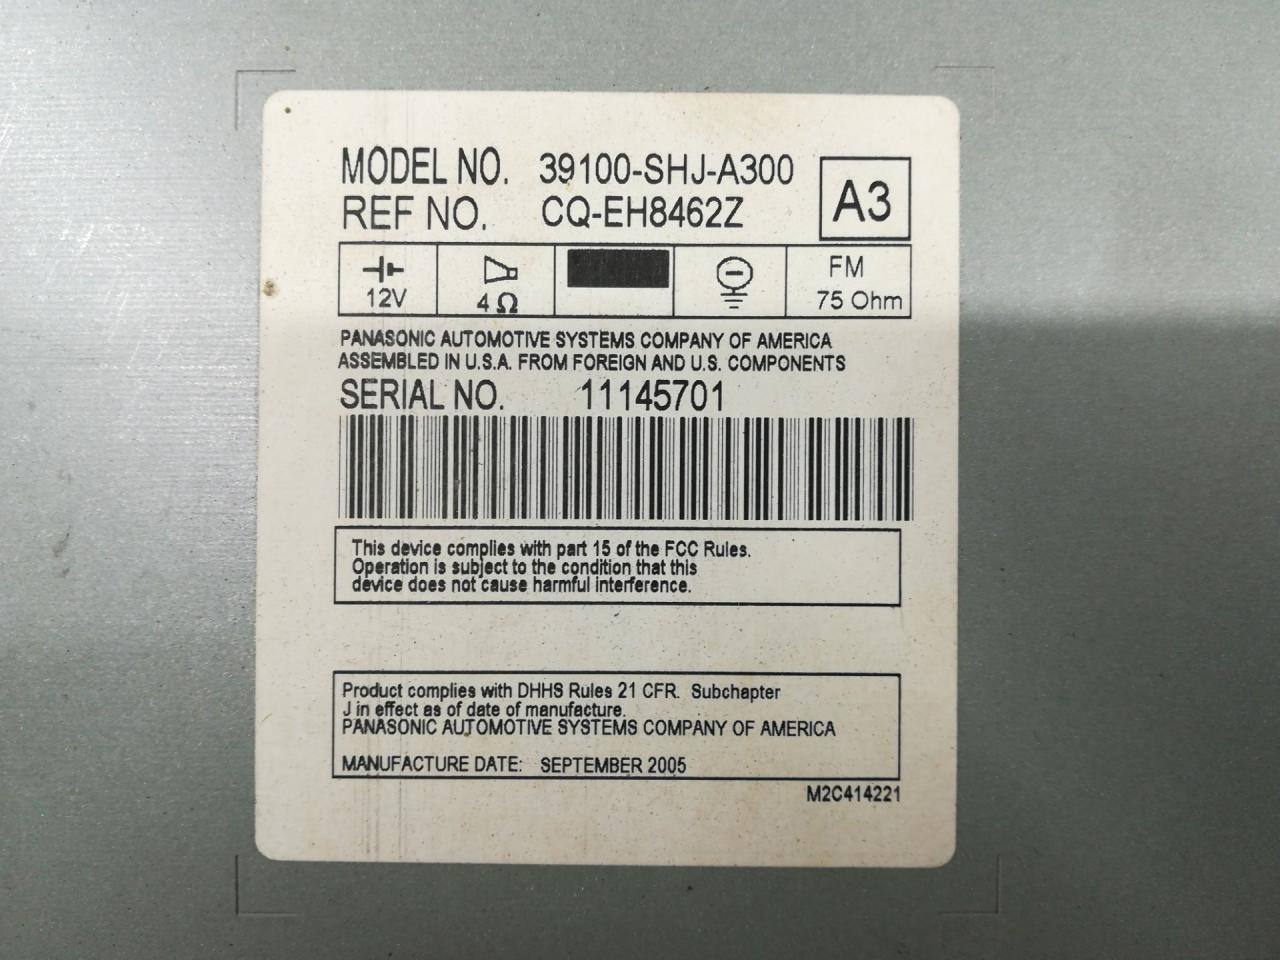 MODEL NO. 39100-SHJ-A300
REF NO. CQ-EH8462Z
A3
12V
4 Ω
FM
75 Ohm
PANASONIC AUTOMOTIVE SYSTEMS COMPANY OF AMERICA
ASSEMBLED IN U.S.A. FROM FOREIGN AND U.S. COMPONENTS
SERIAL NO. 11145701
This device complies with part 15 of the FCC Rules.
Operation is subject to the condition that this
device does not cause harmful interference.
Product complies with DHHS Rules 21 CFR. Subchapter
J in effect as of date of manufacture.
PANASONIC AUTOMOTIVE SYSTEMS COMPANY OF AMERICA
MANUFACTURE DATE: SEPTEMBER 2005
M2C414221